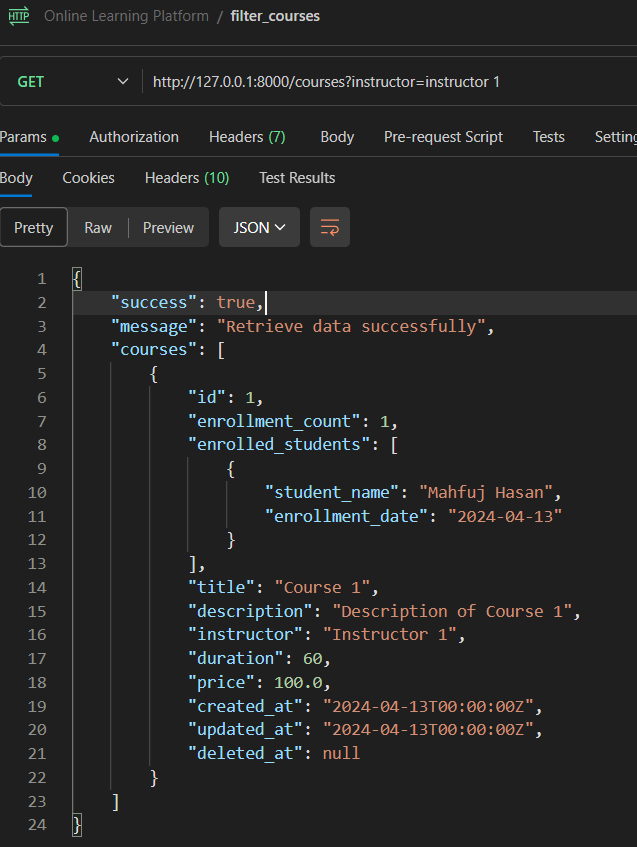 HTTP Online Learning Platform / filter_courses
GET http://127.0.0.1:8000/courses?instructor=instructor 1
Params Authorization Headers (7) Body Pre-request Script Tests Setting
Body Cookies Headers (10) Test Results
Pretty Raw Preview JSON
1 {
2 "success": true,
3 "message": "Retrieve data successfully",
4 "courses": [
5 {
6 "id": 1,
7 "enrollment_count": 1,
8 "enrolled_students": [
9 {
10 "student_name": "Mahfuj Hasan",
11 "enrollment_date": "2024-04-13"
12 }
13 ],
14 "title": "Course 1",
15 "description": "Description of Course 1",
16 "instructor": "Instructor 1",
17 "duration": 60,
18 "price": 100.0,
19 "created_at": "2024-04-13T00:00:00Z",
20 "updated_at": "2024-04-13T00:00:00Z",
21 "deleted_at": null
22 }
23 ]
24 }